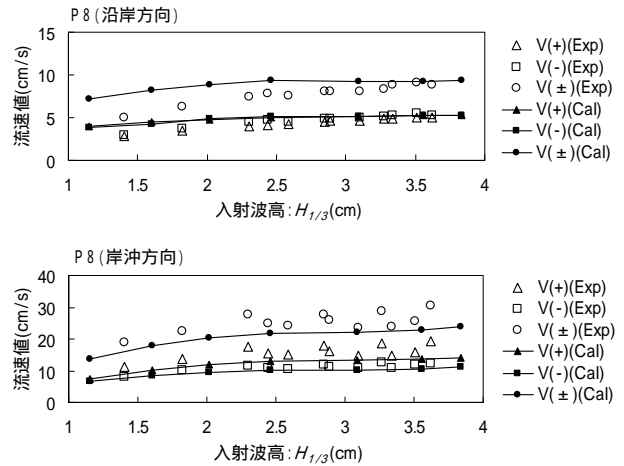 P8(沿岸方向)
流速値(cm/s)
15
10
5
0
1 1.5 2 2.5 3 3.5 4
入射波高:H1/3(cm)
V(+)(Exp)
V(-)(Exp)
V(±)(Exp)
V(+)(Cal)
V(-)(Cal)
V(±)(Cal)
P8(岸沖方向)
流速値(cm/s)
40
30
20
10
0
1 1.5 2 2.5 3 3.5 4
入射波高:H1/3(cm)
V(+)(Exp)
V(-)(Exp)
V(±)(Exp)
V(+)(Cal)
V(-)(Cal)
V(±)(Cal)